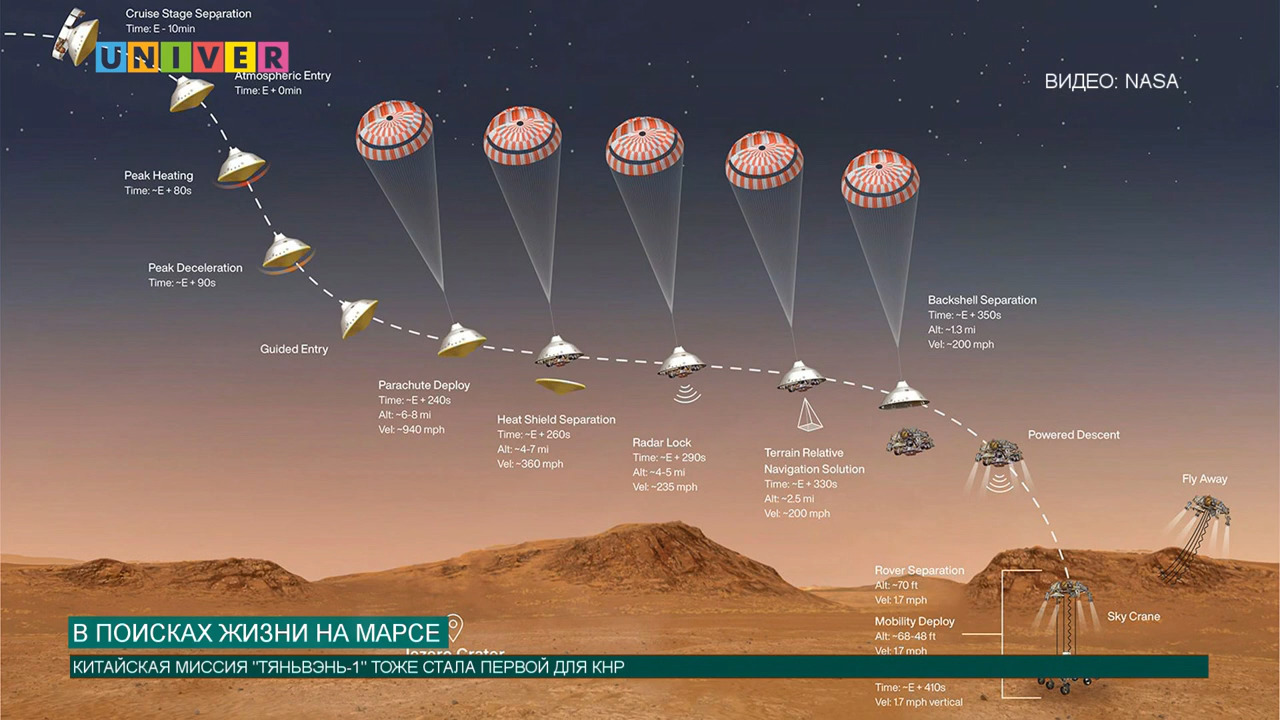 Cruise Stage Separation
Time: E - 10min
UNIVER
Atmospheric Entry
Time: E + 0min
ВИДЕО: NASA
Peak Heating
Time: ~E + 80s
Peak Deceleration
Time: ~E + 90s
Guided Entry
Parachute Deploy
Time: ~E + 240s
Alt: ~6-8 mi
Vel: ~940 mph
Heat Shield Separation
Time: ~E + 260s
Alt: ~4-7 mi
Vel: ~360 mph
Radar Lock
Time: ~E + 290s
Alt: ~4-5 mi
Vel: ~235 mph
Terrain Relative
Navigation Solution
Time: ~E + 330s
Alt: ~2.5 mi
Vel: ~200 mph
Backshell Separation
Time: ~E + 350s
Alt: ~1.3 mi
Vel: ~200 mph
Powered Descent
Fly Away
Rover Separation
Alt: ~70 ft
Vel: 1.7 mph
Sky Crane
Mobility Deploy
Alt: ~68-48 ft
Vel: 1.7 mph
Time: ~E + 410s
Vel: 1.7 mph vertical
Jezero Crater
В ПОИСКАХ ЖИЗНИ НА МАРСЕ
КИТАЙСКАЯ МИССИЯ "ТЯНЬВЭНЬ-1" ТОЖЕ СТАЛА ПЕРВОЙ ДЛЯ КНР